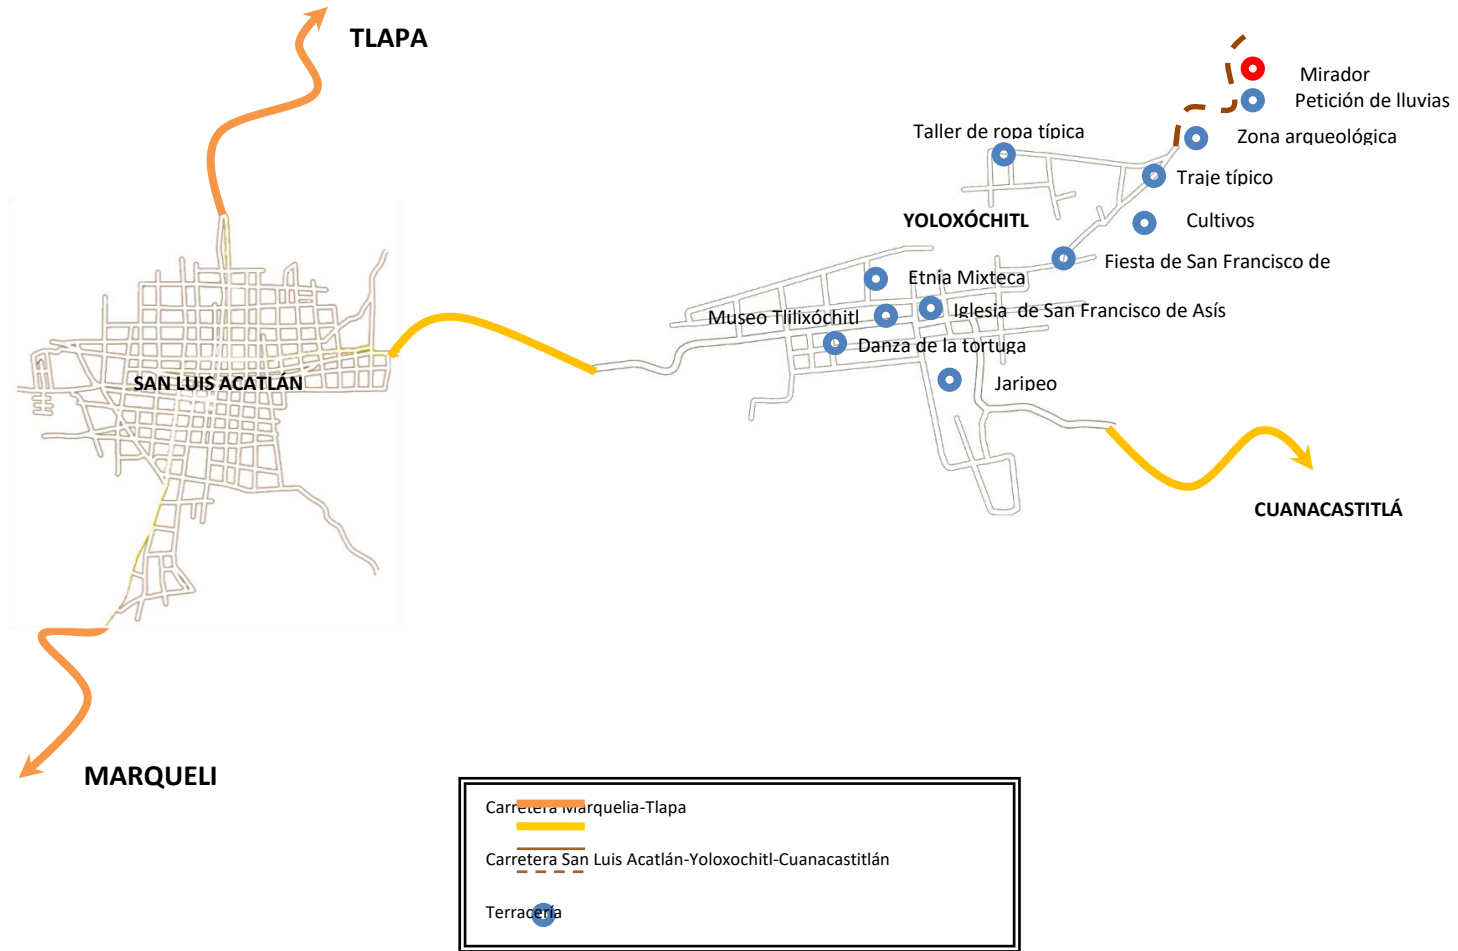 TLAPA
Mirador
Petición de lluvias
Taller de ropa típica
Zona arqueológica
Traje típico
YOLOXÓCHITL
Cultivos
Fiesta de San Francisco de
Etnia Mixteca
Iglesia de San Francisco de Asís
Museo Tlilixóchitl
Danza de la tortuga
SAN LUIS ACATLÁN
Jaripeo
CUANACASTITLÁ
MARQUELI
Carretera Marquelia-Tlapa
Carretera San Luis Acatlán-Yoloxochitl-Cuanacastitlán
Terracería